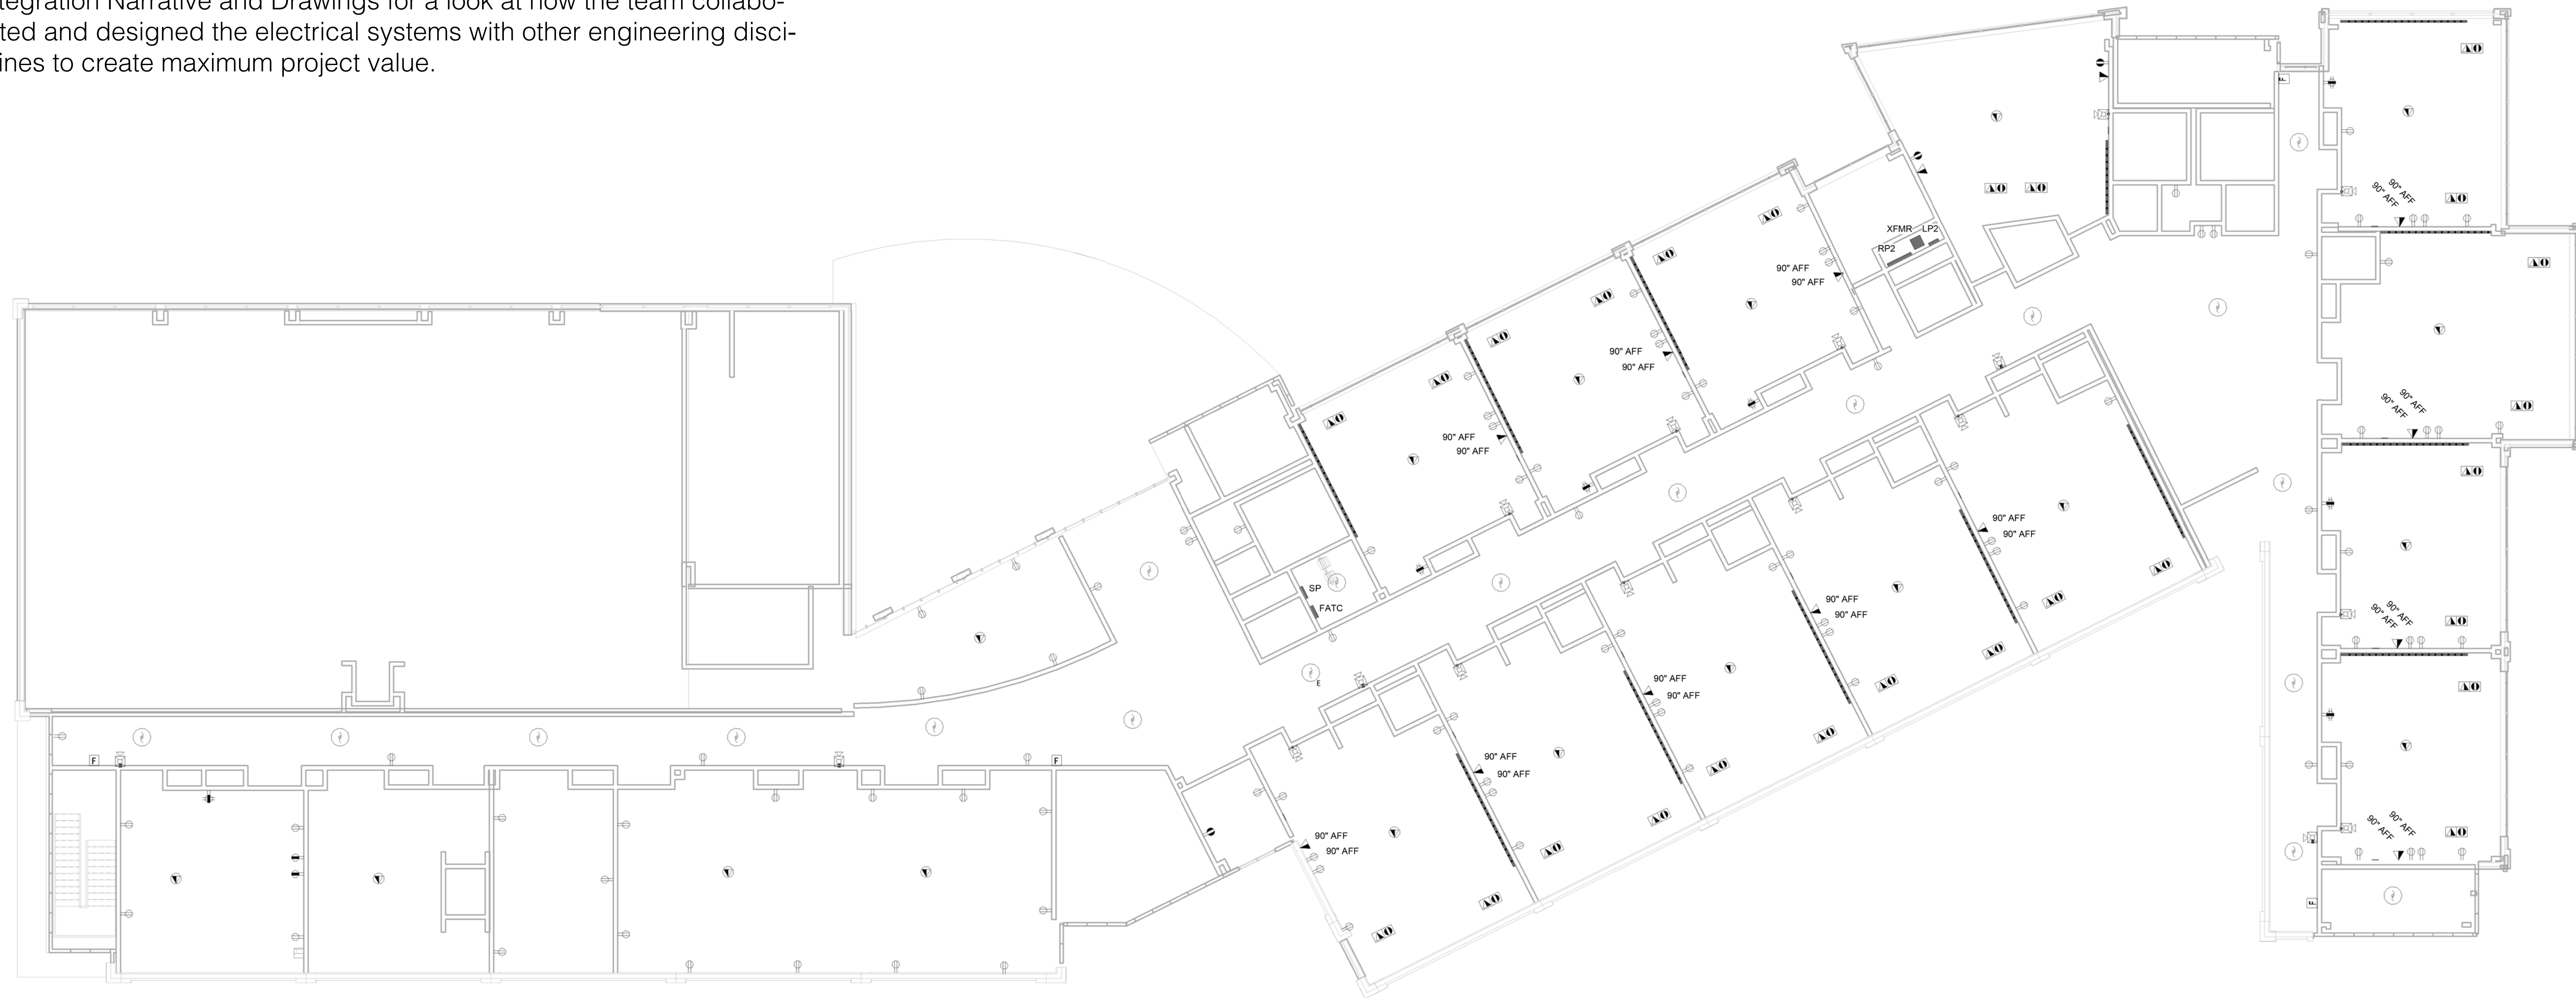 tegration Narrative and Drawings for a look at how the team collabo-
ted and designed the electrical systems with other engineering disci-
ines to create maximum project value.
F
XFMR LP2
RP2
90" AFF
90" AFF
90" AFF
90" AFF
90" AFF
90" AFF
90" AFF
90" AFF
90" AFF
90" AFF
90" AFF
90" AFF
90" AFF
90" AFF
SP
FATC
90" AFF
90" AFF
90" AFF
90" AFF
90" AFF
90" AFF
E
90" AFF
90" AFF
F
F
90" AFF
90" AFF
F